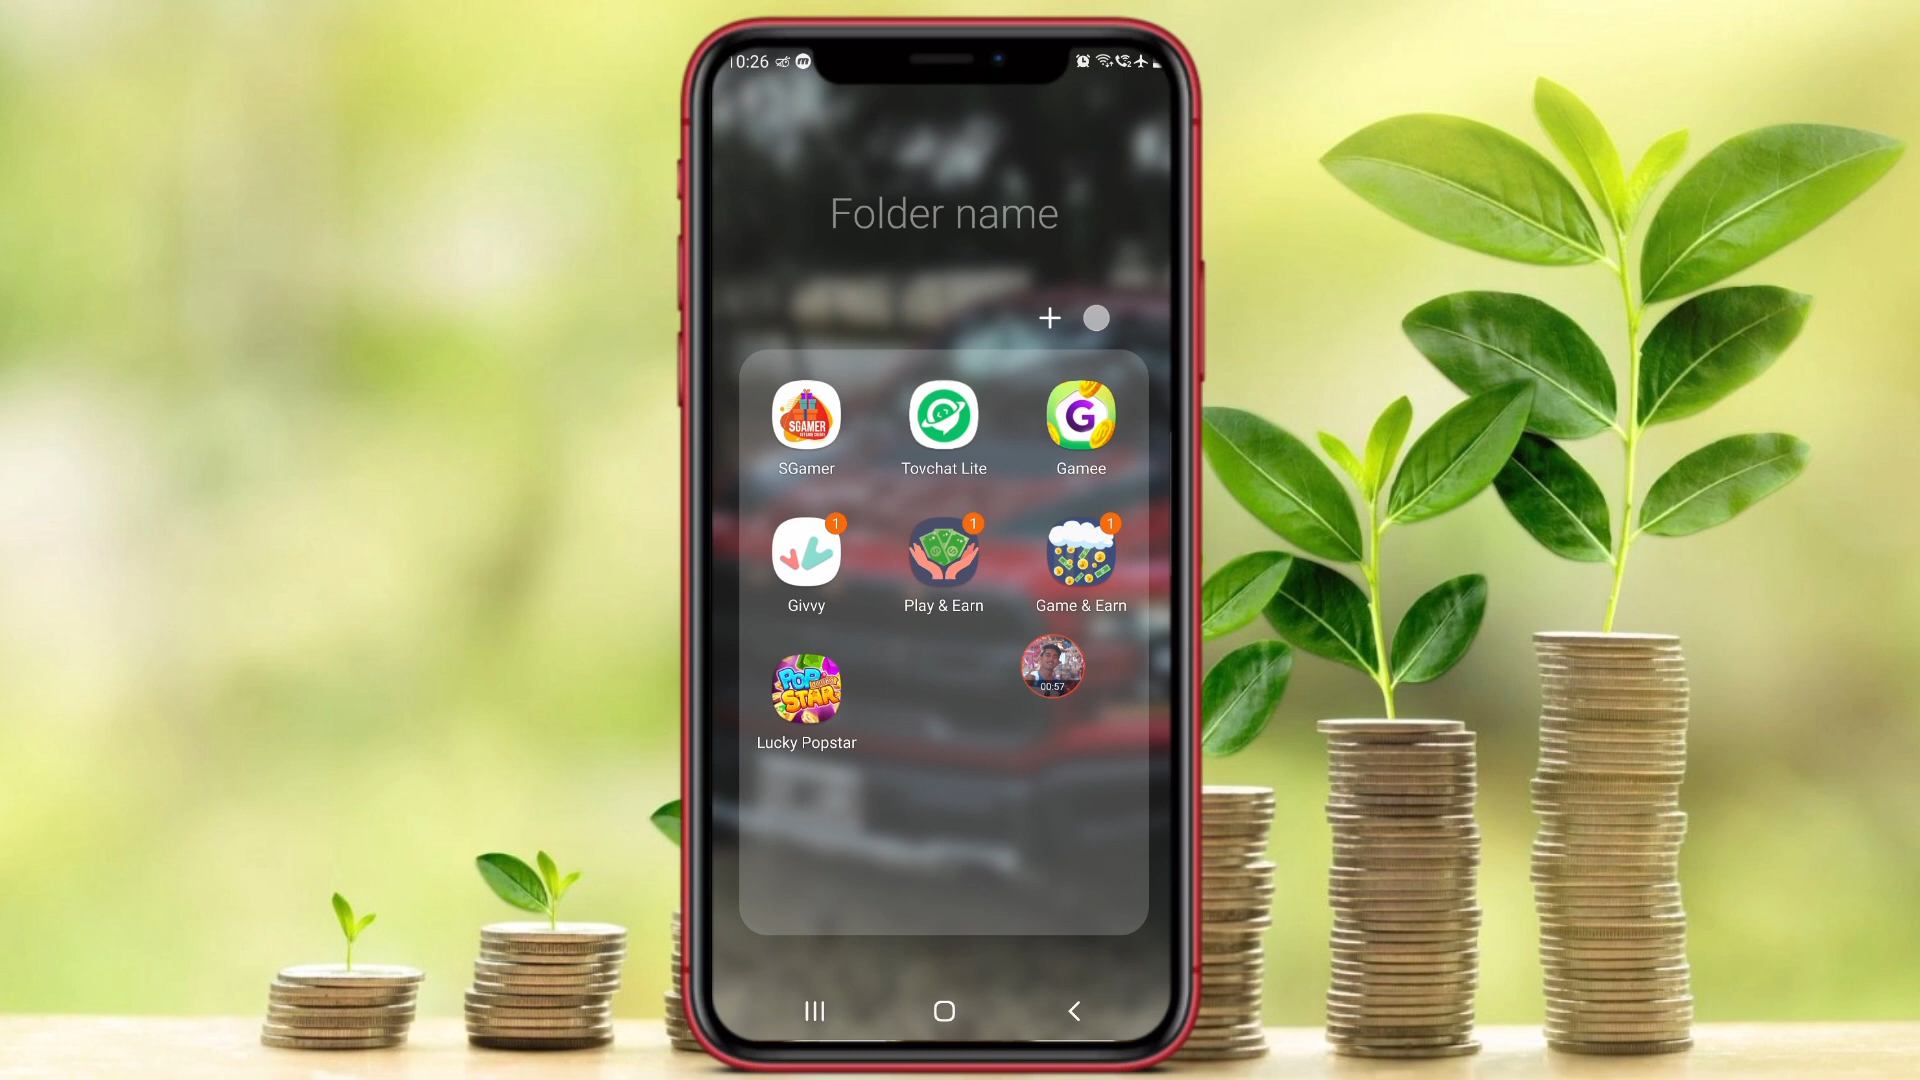 10:26
Folder name
SGAMER
SGamer
Tovchat Lite
G
Gamee
1
1
1
Givvy
Play & Earn
Game & Earn
POP
STAR
00:57
Lucky Popstar